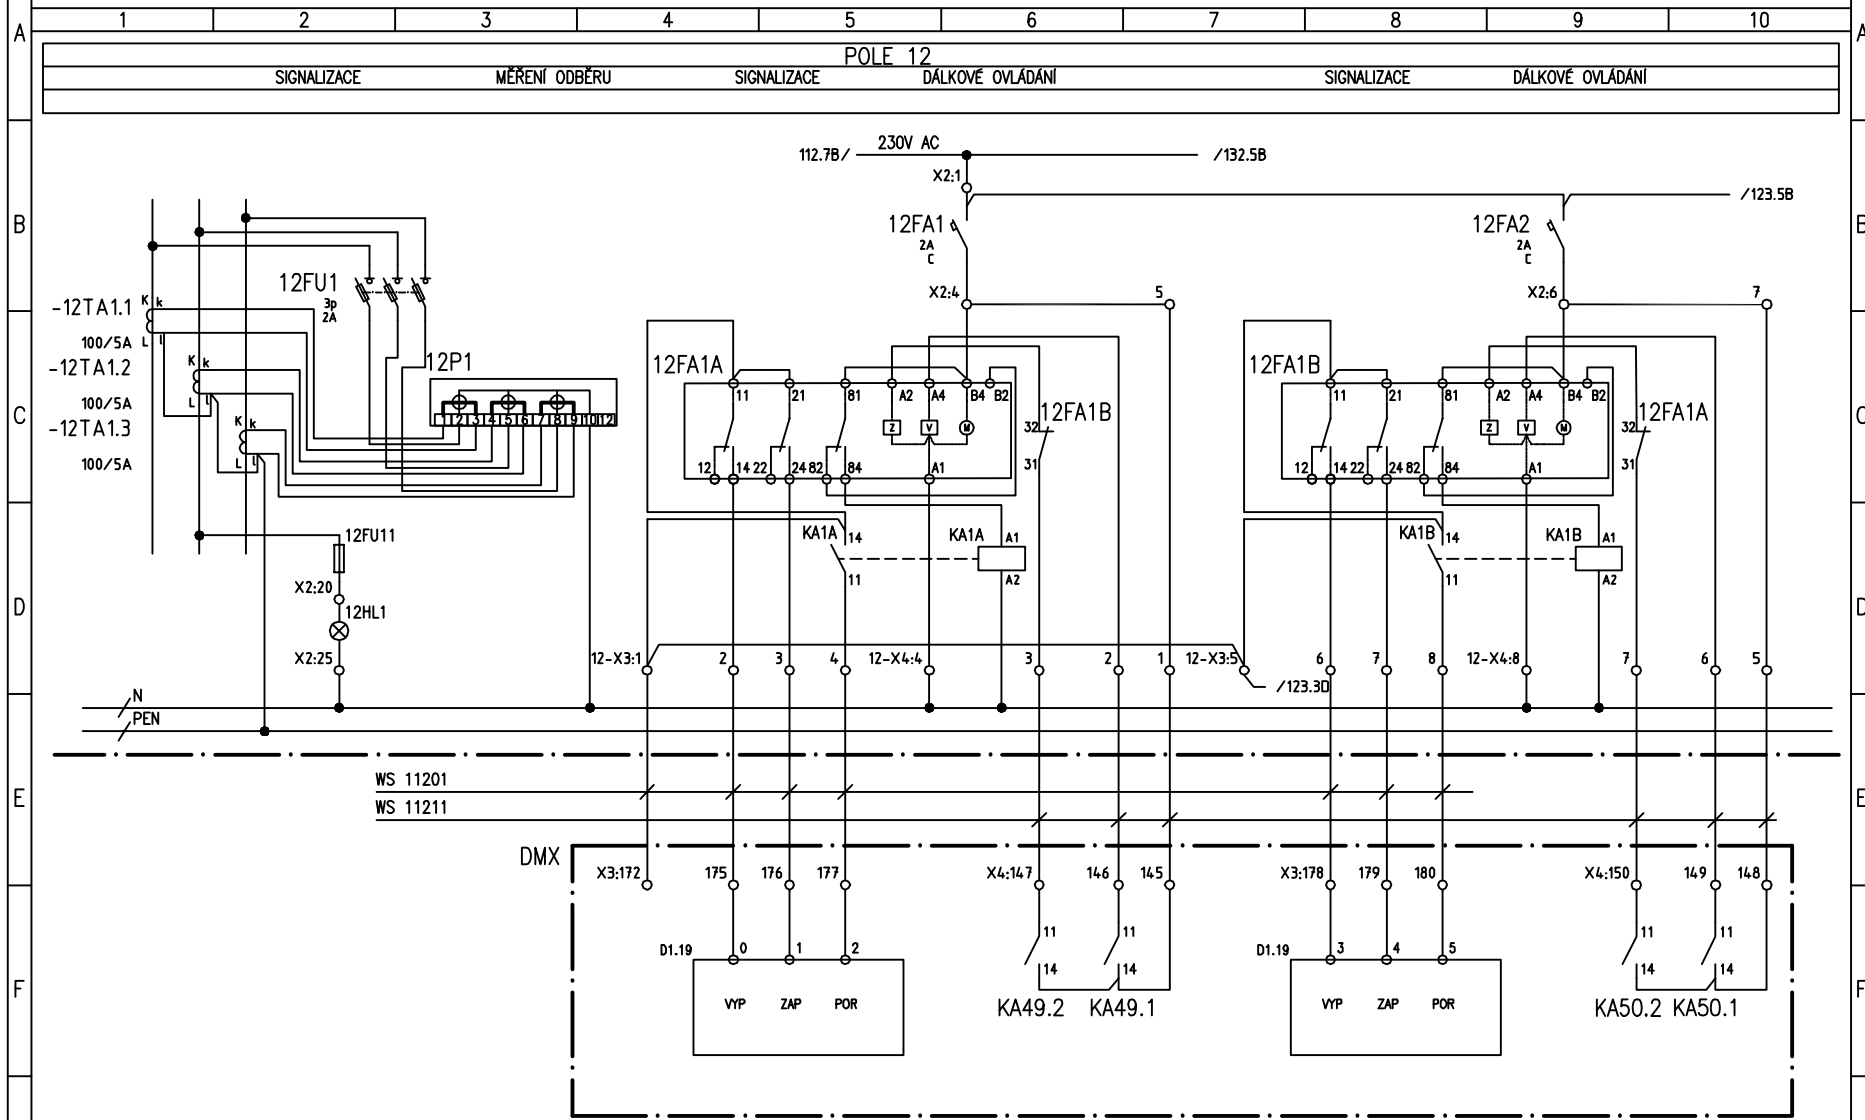 1 2 3 4 5 6 7 8 9 10
A A
POLE 12
SIGNALIZACE MĚŘENÍ ODBĚRU SIGNALIZACE DÁLKOVÉ OVLÁDÁNÍ SIGNALIZACE DÁLKOVÉ OVLÁDÁNÍ
112.7B/ 230V AC /132.5B
X2:1
/123.5B
B 12FA1 12FA2 B
2A 2A
C C
12FU1
3p
2A
X2:4 5 X2:6 7
-12TA1.1 K k
100/5A L l
-12TA1.2 K k
100/5A L l
-12TA1.3 K k
100/5A L l
12P1
1 2 3 4 5 6 7 8 9 10 12
12FA1A 12FA1B
11 21 81 A2 A4 B4 B2 11 21 81 A2 A4 B4 B2
C 12FA1B 12FA1A C
Z V M 32 Z V M 32
12 14 22 24 82 84 A1 31 12 14 22 24 82 84 A1 31
12FU11
KA1A 14 KA1A A1 KA1B 14 KA1B A1
11 A2 11 A2
X2:20
D 12HL1 D
X2:25
12-X3:1 2 3 4 12-X4:4 3 2 1 12-X3:5 6 7 8 12-X4:8 7 6 5
/123.3D
N
PEN
WS 11201
E E
WS 11211
DMX
X3:172 175 176 177 X4:147 146 145 X3:178 179 180 X4:150 149 148
11 11 11 11
D1.19 0 1 2 D1.19 3 4 5
14 14 14 14
F F
VYP ZAP POR VYP ZAP POR
KA49.2 KA49.1 KA50.2 KA50.1